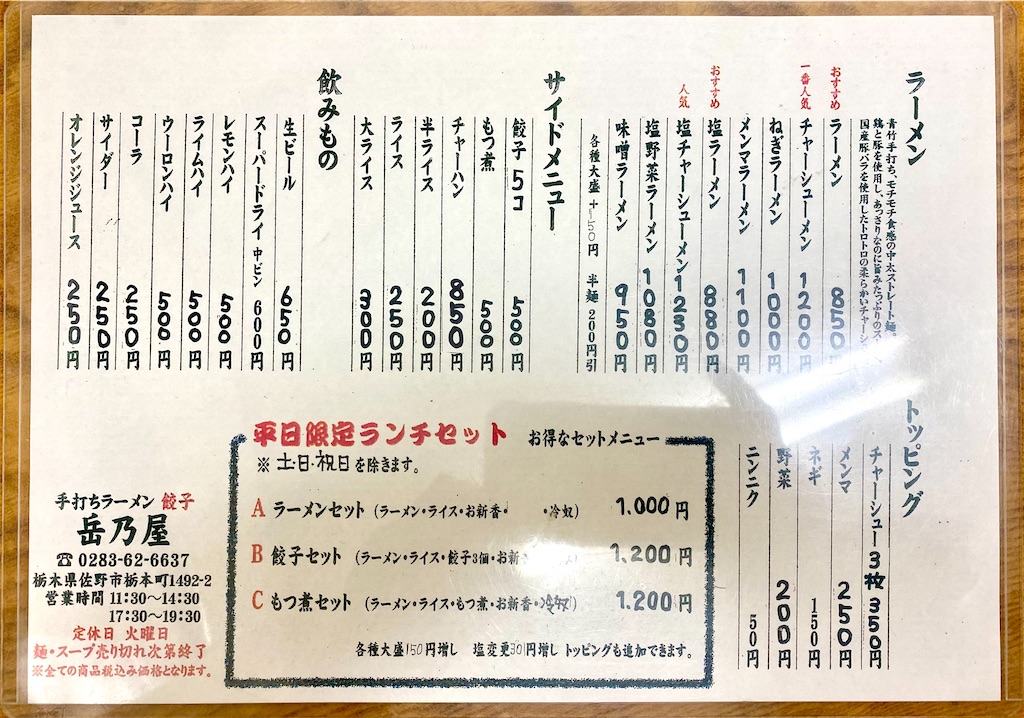 ラーメン
青竹手打ち、モチモチ食感の中太ストレート麺。
鶏と豚を使用し、あっさりなのに旨みたっぷりの
国産豚バラを使用したトロトロの柔らかい
おすすめ
ラーメン 850円
一番人気
チャーシューメン 1200円
ねぎラーメン 1000円
メンマラーメン 1100円
おすすめ
塩ラーメン 880円
人気
塩チャーシューメン 1230円
塩野菜ラーメン 1080円
味噌ラーメン 950円
各種大盛 +150円 半麺 200円引
サイドメニュー
餃子 5コ 500円
もつ煮 500円
チャーハン 850円
半ライス 200円
ライス 250円
大ライス 300円
飲みもの
生ビール 650円
スーパードライ 中ビン 600円
レモンハイ 500円
ライムハイ 500円
ウーロンハイ 500円
コーラ 250円
サイダー 250円
オレンジジュース 250円
トッピング
チャーシュー3枚 350円
メンマ 250円
ネギ 150円
野菜 200円
ニンニク 50円
平日限定ランチセット お得なセットメニュー
※土・日・祝日を除きます。
A ラーメンセット (ラーメン・ライス・お新香・ ・冷奴) 1.000円
B 餃子セット (ラーメン・ライス・餃子3個・お新 1.200円
C もつ煮セット (ラーメン・ライス・もつ煮・お新香・冷奴) 1.200円
各種大盛150円増し 塩変更30円増し トッピングも追加できます。
手打ちラーメン 餃子
岳乃屋
☎ 0283-62-6637
栃木県佐野市栃本町1492-2
営業時間 11:30〜14:30
17:30〜19:30
定休日 火曜日
麺・スープ売り切れ次第終了
※全ての商品税込み価格となります。